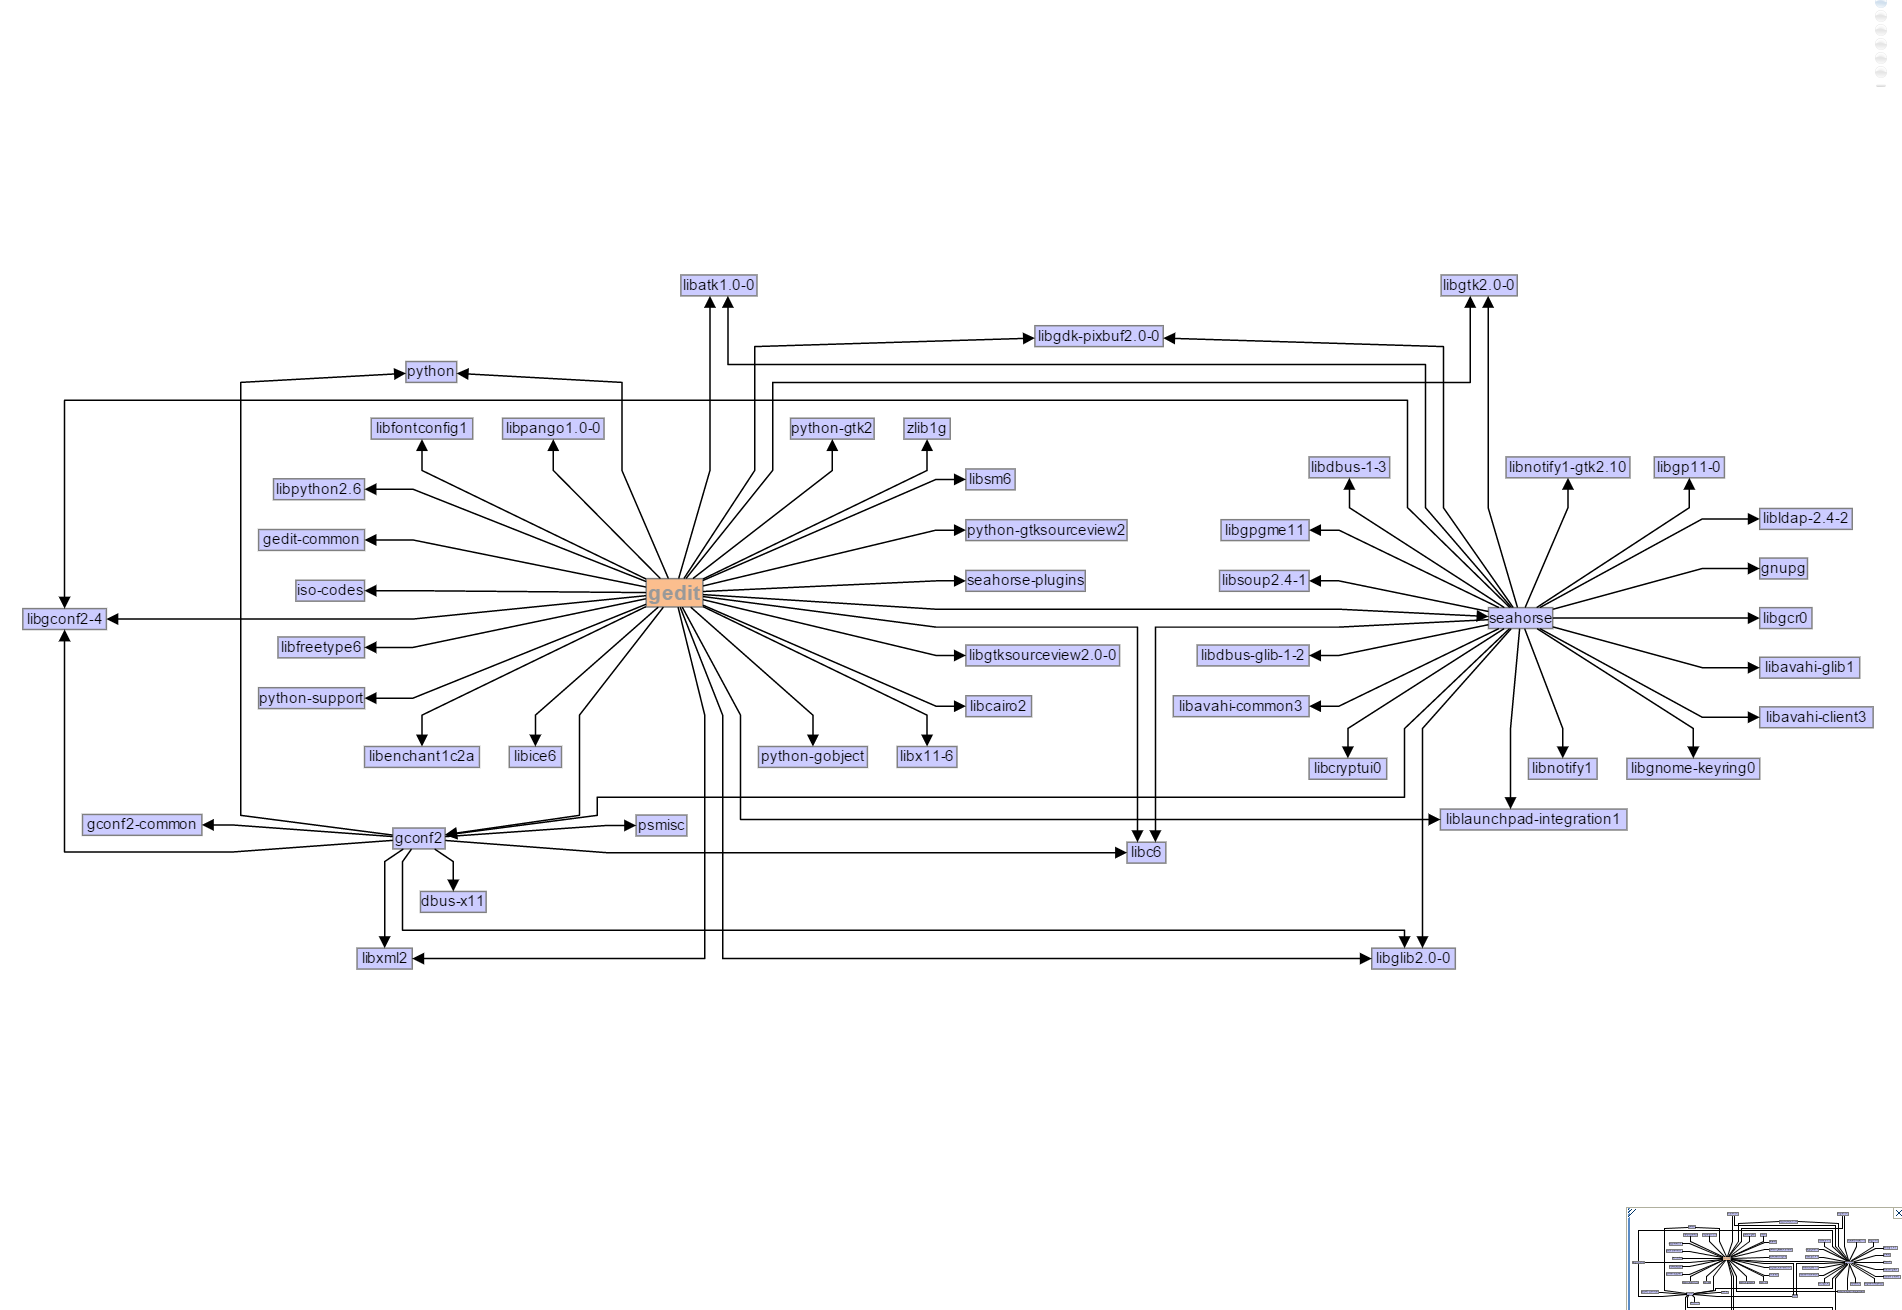 libatk1.0-0
libgtk2.0-0
libgdk-pixbuf2.0-0
python
libfontconfig1
libpango1.0-0
python-gtk2
zlib1g
libdbus-1-3
libnotify1-gtk2.10
libgp11-0
libpython2.6
libsm6
libldap-2.4-2
gedit-common
python-gtksourceview2
libgpgme11
gnupg
iso-codes
gedit
seahorse-plugins
libsoup2.4-1
libgconf2-4
seahorse
libgcr0
libfreetype6
libgtksourceview2.0-0
libdbus-glib-1-2
libavahi-glib1
python-support
libcairo2
libavahi-common3
libavahi-client3
libenchant1c2a
libice6
python-gobject
libx11-6
libcryptui0
libnotify1
libgnome-keyring0
gconf2-common
gconf2
psmisc
libc6
liblaunchpad-integration1
dbus-x11
libxml2
libglib2.0-0